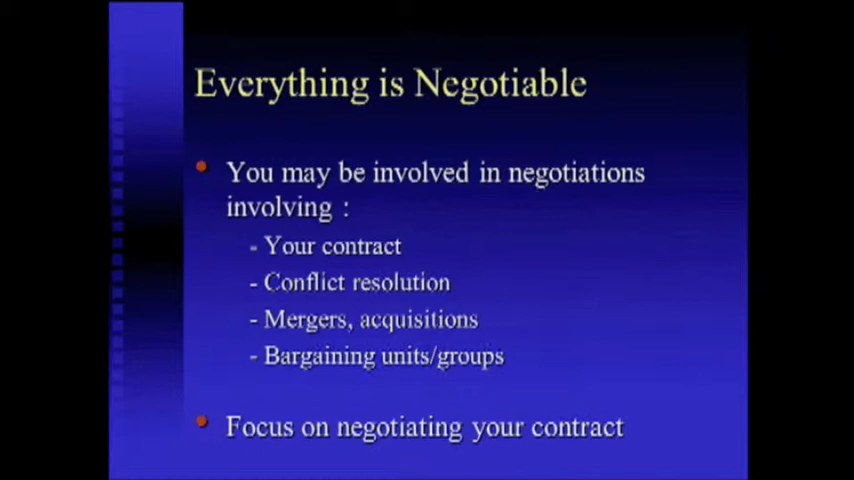 Everything is Negotiable
• You may be involved in negotiations
involving :
- Your contract
- Conflict resolution
- Mergers, acquisitions
- Bargaining units/groups
• Focus on negotiating your contract